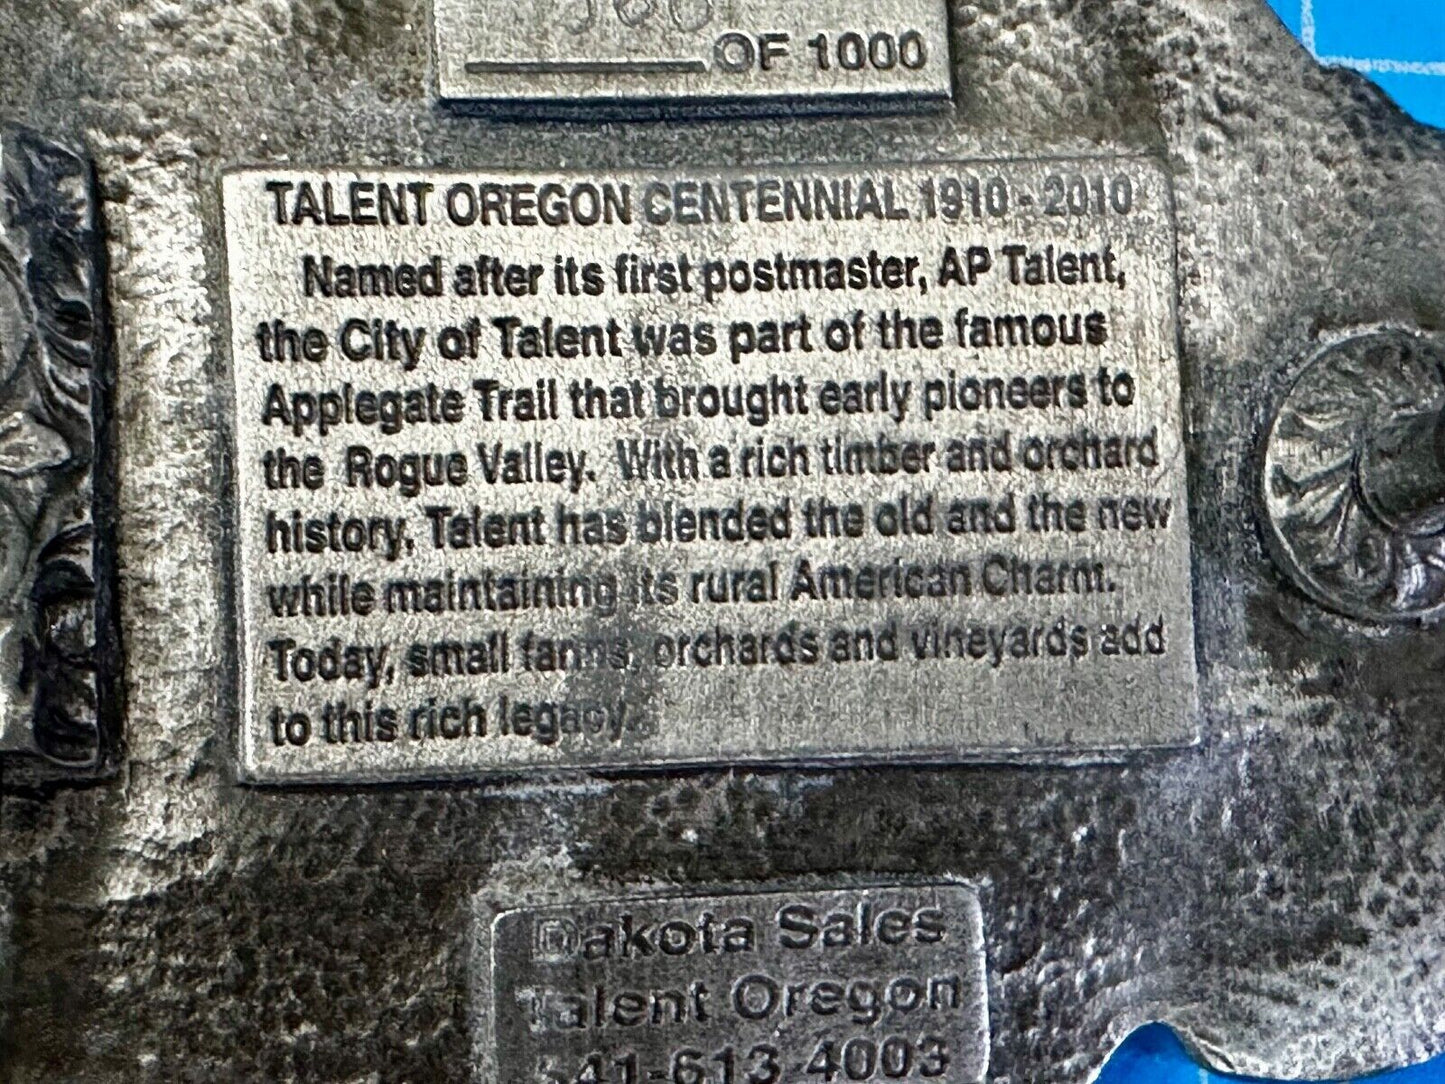 OF 1000
TALENT OREGON CENTENNIAL 1910 - 2010
Named after its first postmaster, AP Talent,
the City of Talent was part of the famous
Applegate Trail that brought early pioneers to
the Rogue Valley. With a rich timber and orchard
history, Talent has blended the old and the new
while maintaining its rural American Charm.
Today, small farms, orchards and vineyards add
to this rich legacy.
Dakota Sales
Talent Oregon
541-613-4003